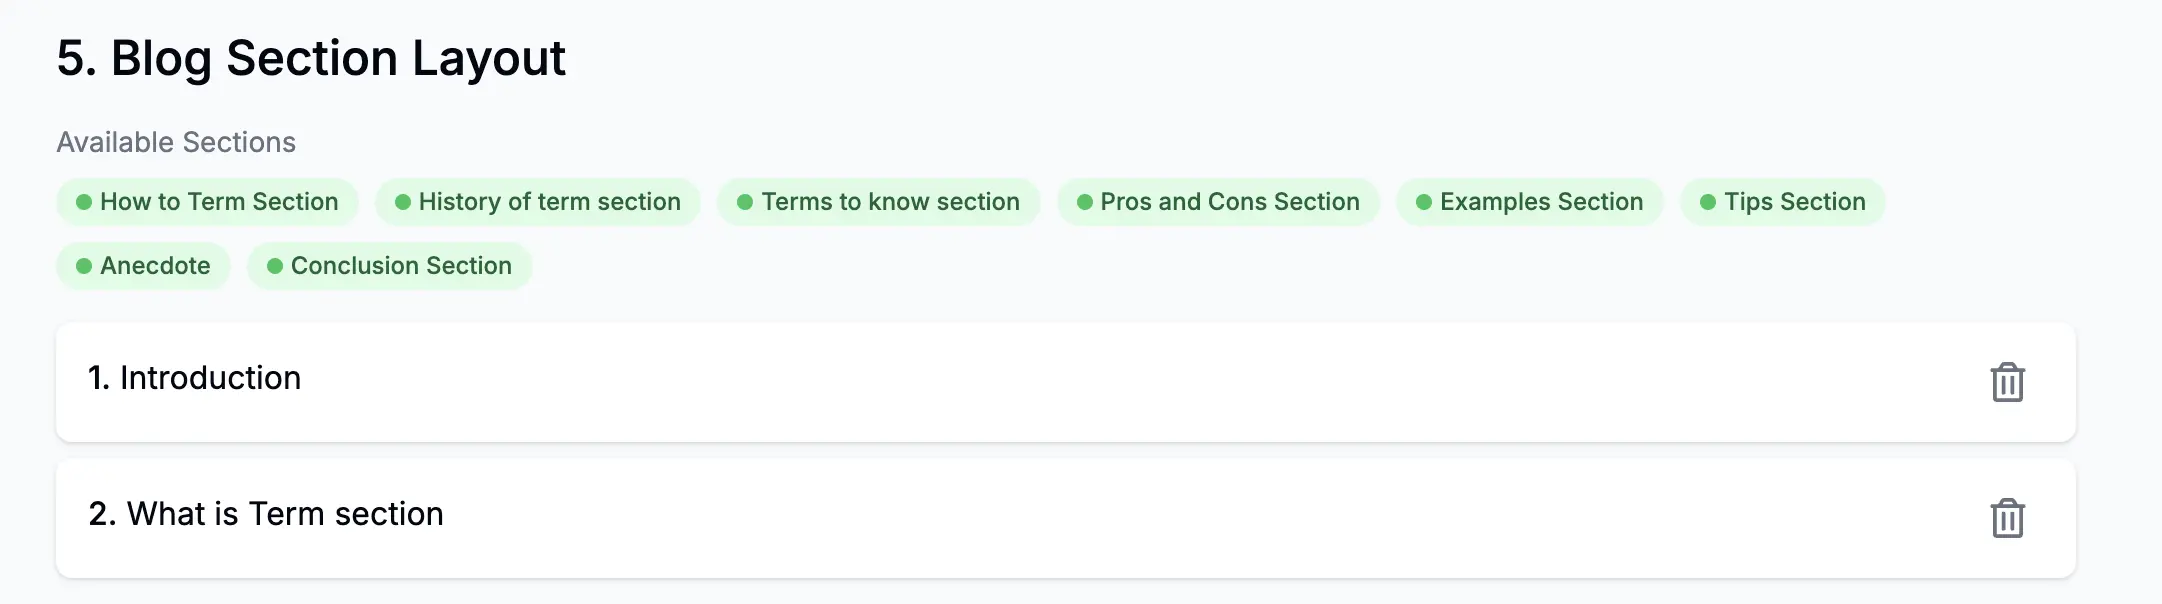 5. Blog Section Layout
Available Sections
How to Term Section History of term section Terms to know section Pros and Cons Section Examples Section Tips Section
Anecdote Conclusion Section
1. Introduction
2. What is Term section